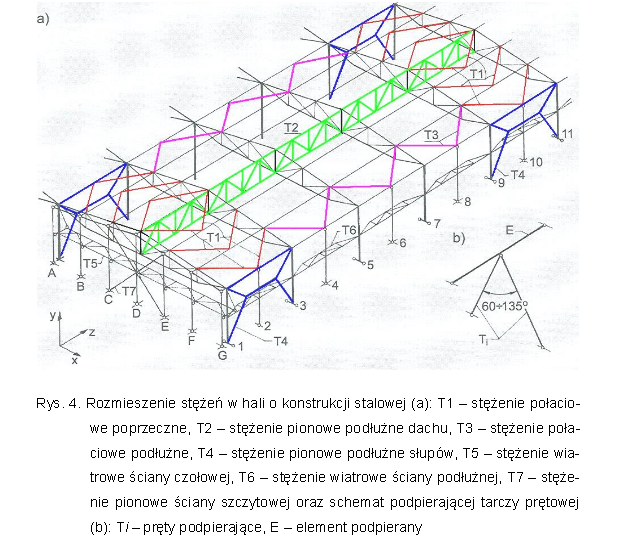 a)
T1
T2
T3
11
10
T4
9
8
7
b)
E
T6
6
5
4
60÷135º
Ti
A
T5
B
T1
C
T7
D
E
F
G
1
2
3
T4
y
z
x
Rys. 4. Rozmieszenie stężeń w hali o konstrukcji stalowej (a): T1 – stężenie połacio-
we poprzeczne, T2 – stężenie pionowe podłużne dachu, T3 – stężenie poła-
ciowe podłużne, T4 – stężenie pionowe podłużne słupów, T5 – stężenie wia-
trowe ściany czołowej, T6 – stężenie wiatrowe ściany podłużnej, T7 – stęże-
nie pionowe ściany szczytowej oraz schemat podpierającej tarczy prętowej
(b): Ti – pręty podpierające, E – element podpierany